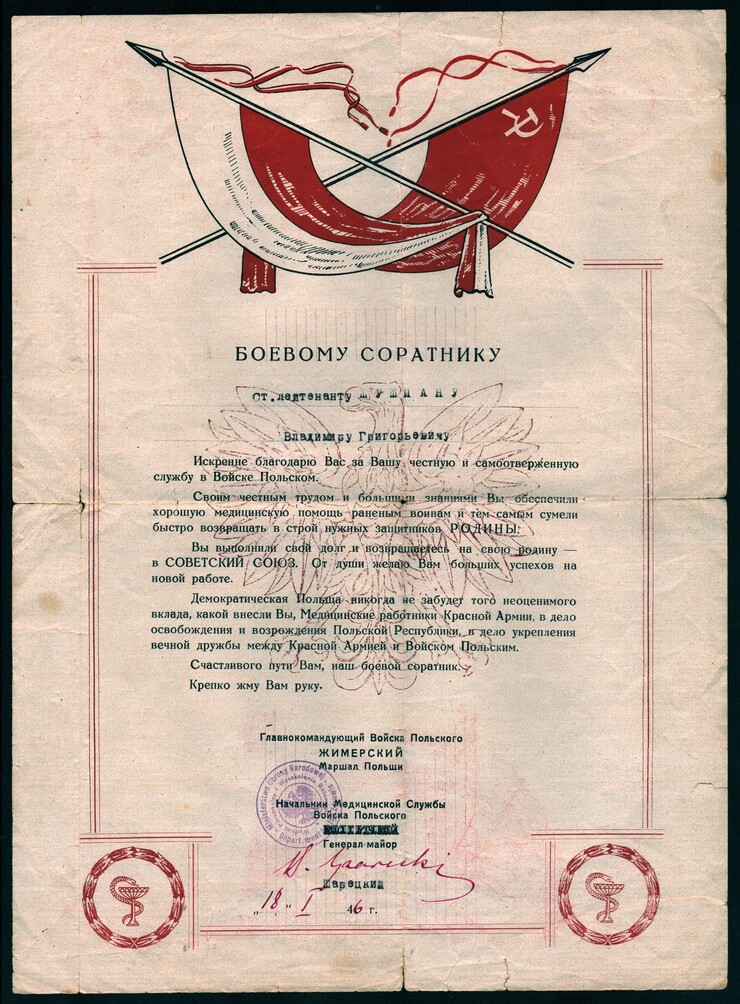 БОЕВОМУ СОРАТНИКУ
ст.лейтенанту ШУШПАНУ
Владимиру Григорьевичу
Искренне благодарю Вас за Вашу честную и самоотверженную
службу в Войске Польском.
Своим честным трудом и большими знаниями Вы обеспечили
хорошую медицинскую помощь раненым воинам и тем самым сумели
быстро возвращать в строй нужных защитников РОДИНЫ.
Вы выполнили свой долг и возвращаетесь на свою родину —
в СОВЕТСКИЙ СОЮЗ. От души желаю Вам больших успехов на
новой работе.
Демократическая Польша никогда не забудет того неоценимого
вклада, какой внесли Вы, Медицинские работники Красной Армии, в дело
освобождения и возрождения Польской Республики, в дело укрепления
вечной дружбы между Красной Армией и Войском Польским.
Счастливого пути Вам, наш боевой соратник.
Крепко жму Вам руку.
Главнокомандующий Войска Польского
ЖИМЕРСКИЙ
Маршал Польши
Ministerstwo Obrony Narodowej
Начальник Медицинской Службы
Войска Польского
Генерал-майор
Шарецкий
„18“ I 46 г.